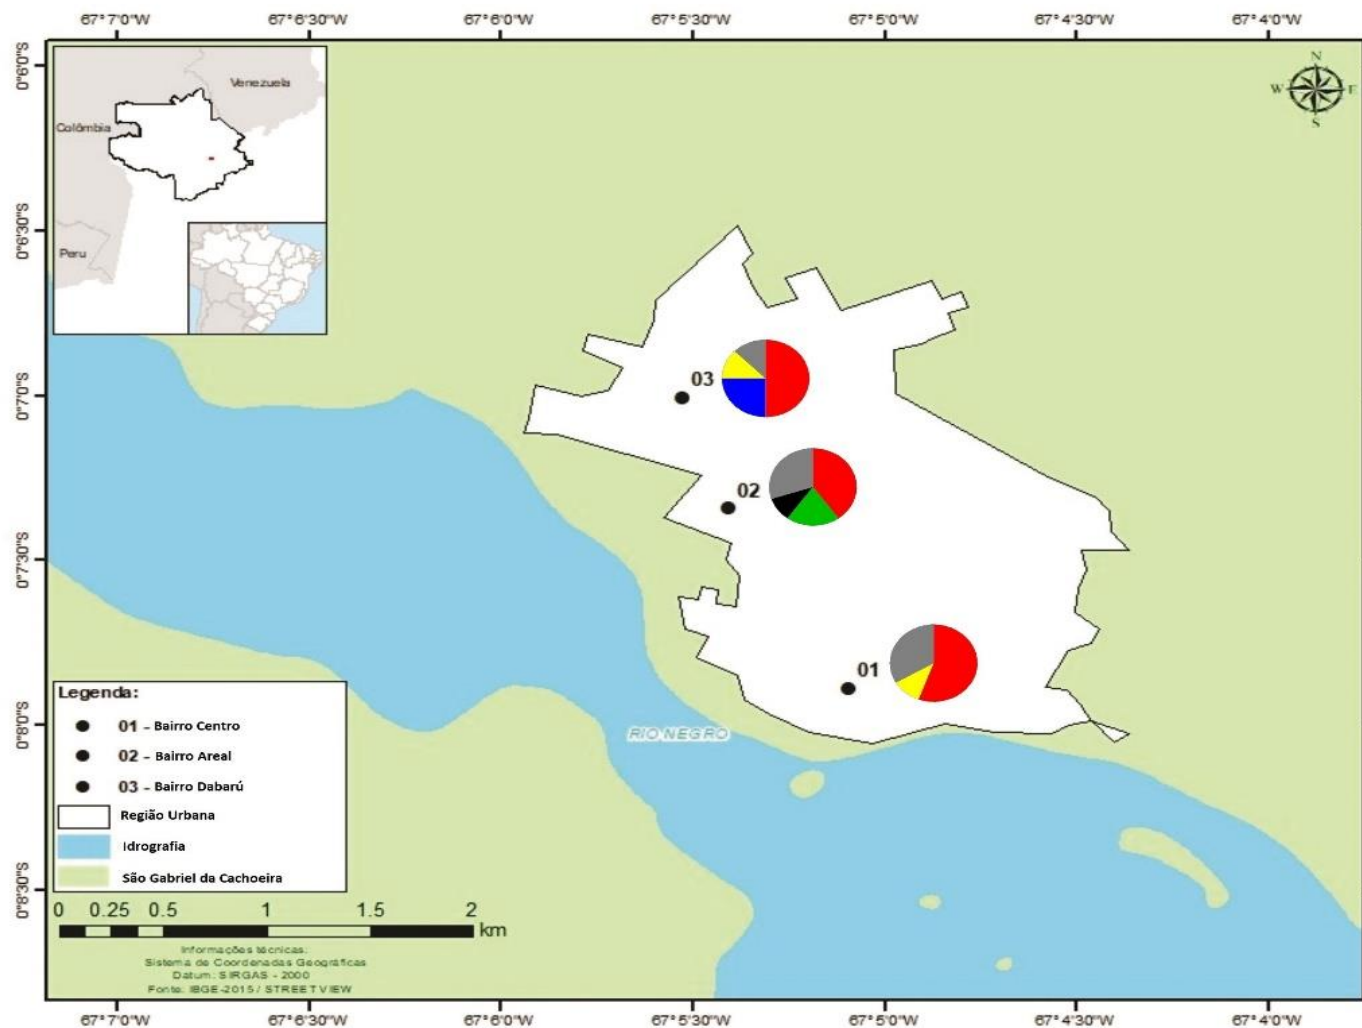 67°7'0"W 67°6'30"W 67°6'0"W 67°5'30"W 67°5'0"W 67°4'30"W 67°4'0"W
0°6'0"S
0°6'30"S
0°7'0"S
0°7'30"S
0°8'0"S
0°8'30"S
Venezuela
Colômbia
Peru
N
W E
S
03
02
01
RIO NEGRO
Legenda:
01 - Bairro Centro
02 - Bairro Areal
03 - Bairro Dabarú
Região Urbana
Idrografia
São Gabriel da Cachoeira
0 0.25 0.5 1 1.5 2
km
Informações técnicas:
Sistema de Coordenadas Geográficas
Datum: SIRGAS - 2000
Fonte: IBGE-2015 / STREETVIEW
67°7'0"W 67°6'30"W 67°6'0"W 67°5'30"W 67°5'0"W 67°4'30"W 67°4'0"W